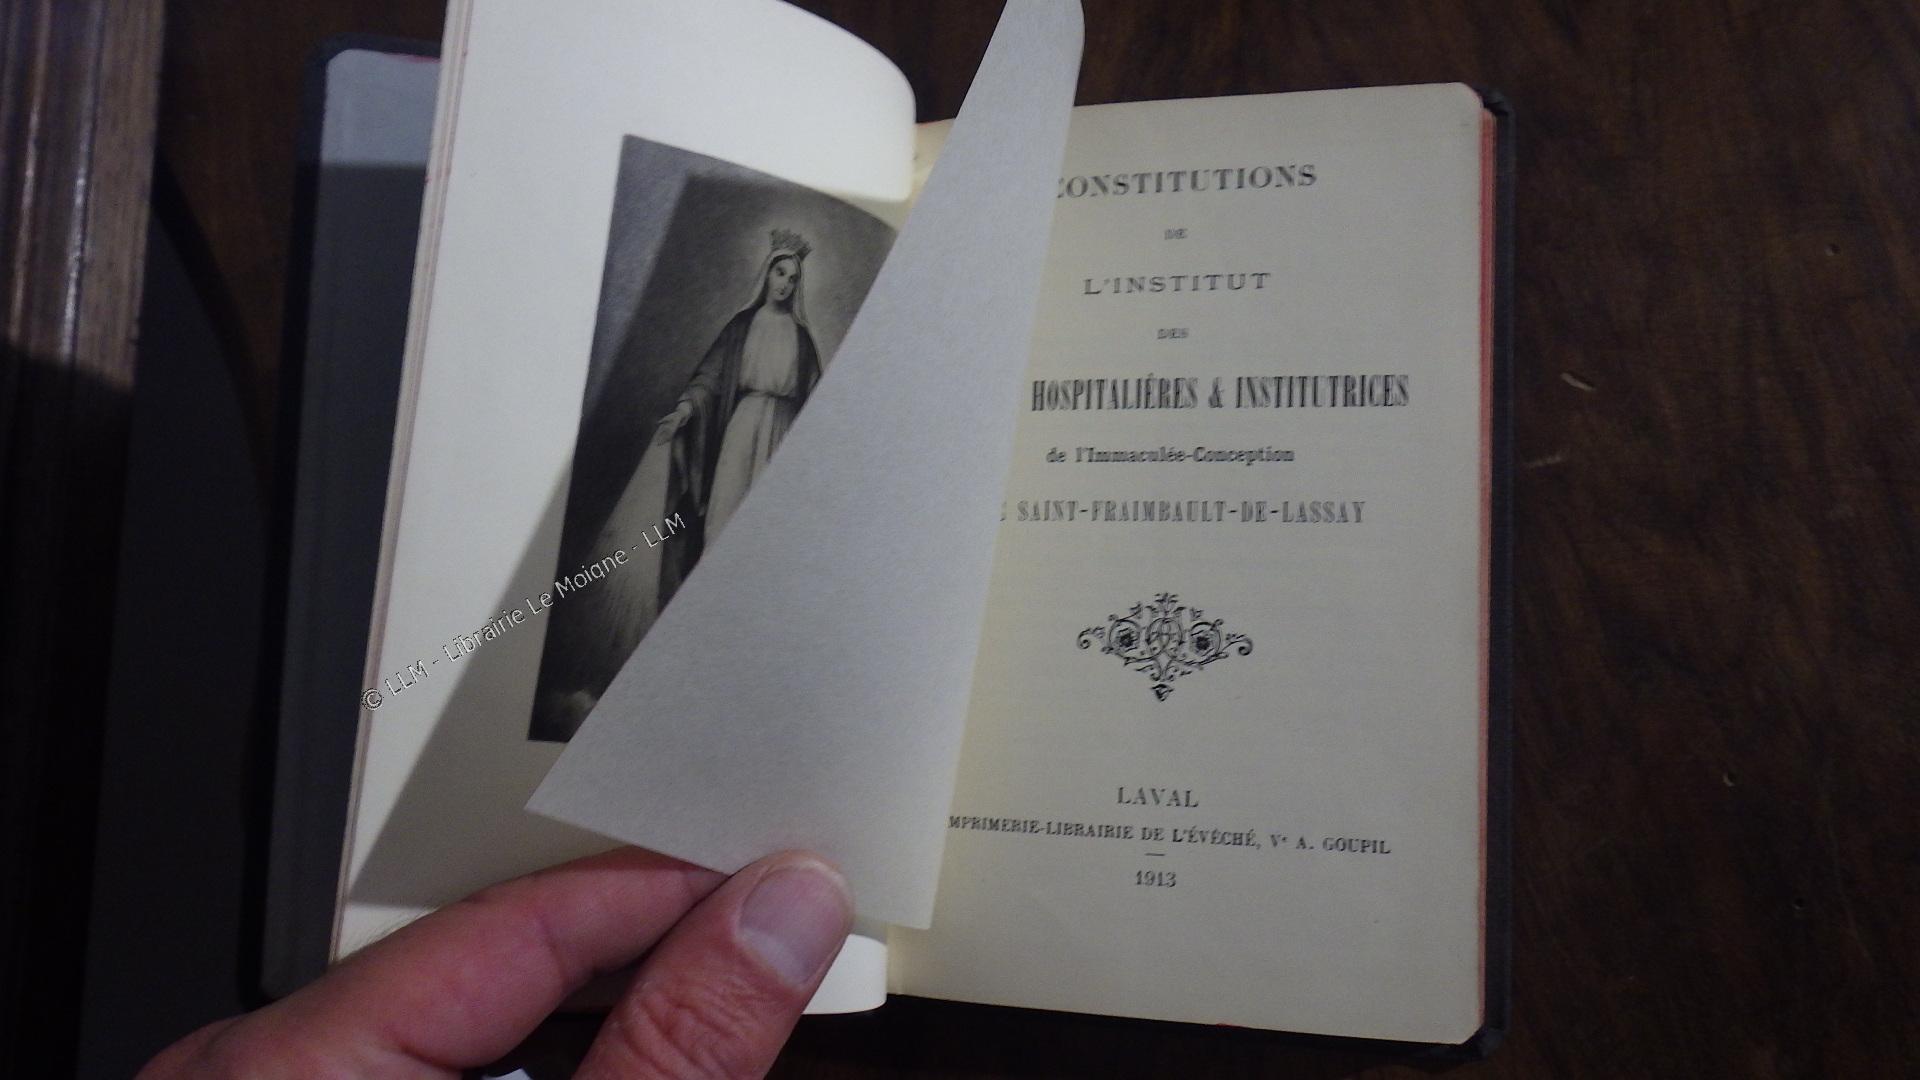 CONSTITUTIONS
DE
L'INSTITUT
DES
HOSPITALIÉRES & INSTITUTRICES
de l'Immaculée-Conception
SAINT-FRAIMBAULT-DE-LASSAY
LAVAL
IMPRIMERIE-LIBRAIRIE DE L'ÉVÊCHÉ, Vᵉ A. GOUPIL
1913
© LLM - Librairie Le Moigne - LLM